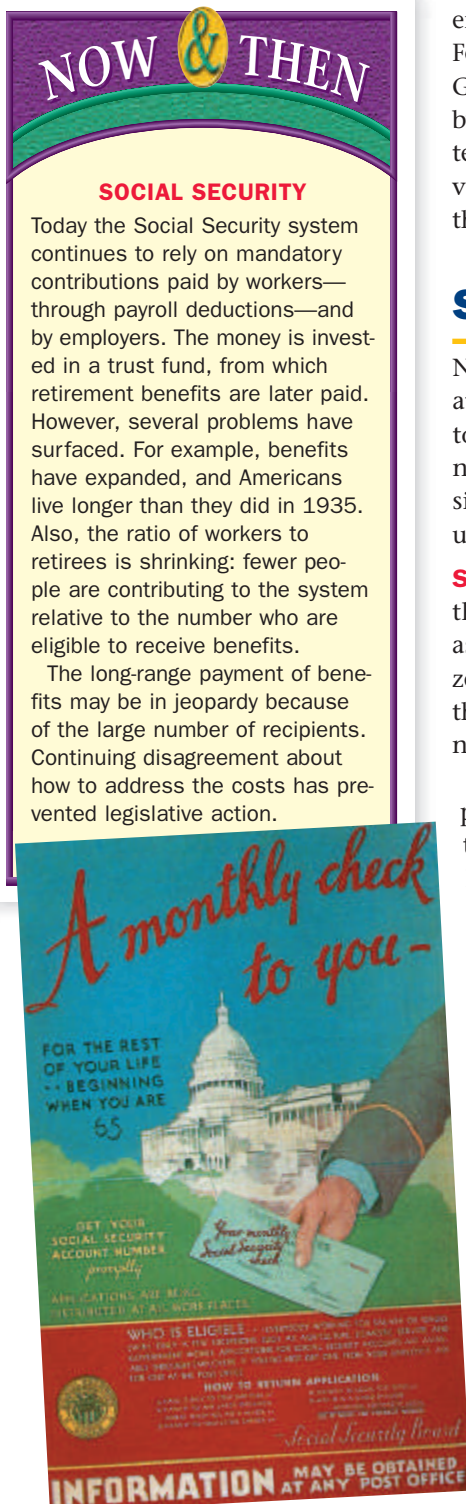 NOW & THEN
SOCIAL SECURITY
Today the Social Security system
continues to rely on mandatory
contributions paid by workers—
through payroll deductions—and
by employers. The money is invest-
ed in a trust fund, from which
retirement benefits are later paid.
However, several problems have
surfaced. For example, benefits
have expanded, and Americans
live longer than they did in 1935.
Also, the ratio of workers to
retirees is shrinking: fewer peo-
ple are contributing to the system
relative to the number who are
eligible to receive benefits.
The long-range payment of bene-
fits may be in jeopardy because
of the large number of recipients.
Continuing disagreement about
how to address the costs has pre-
vented legislative action.
A monthly check
to you-
FOR THE REST
OF YOUR LIFE
-- BEGINNING
WHEN YOU ARE
65
GET YOUR
SOCIAL SECURITY
ACCOUNT NUMBER
promptly
APPLICATIONS ARE BEING
DISTRIBUTED AT ALL WORK PLACES
Your monthly
Social Security
check
WHO IS ELIGIBLE
HOW TO RETURN APPLICATION
Social Security Board
INFORMATION MAY BE OBTAINED
AT ANY POST OFFICE